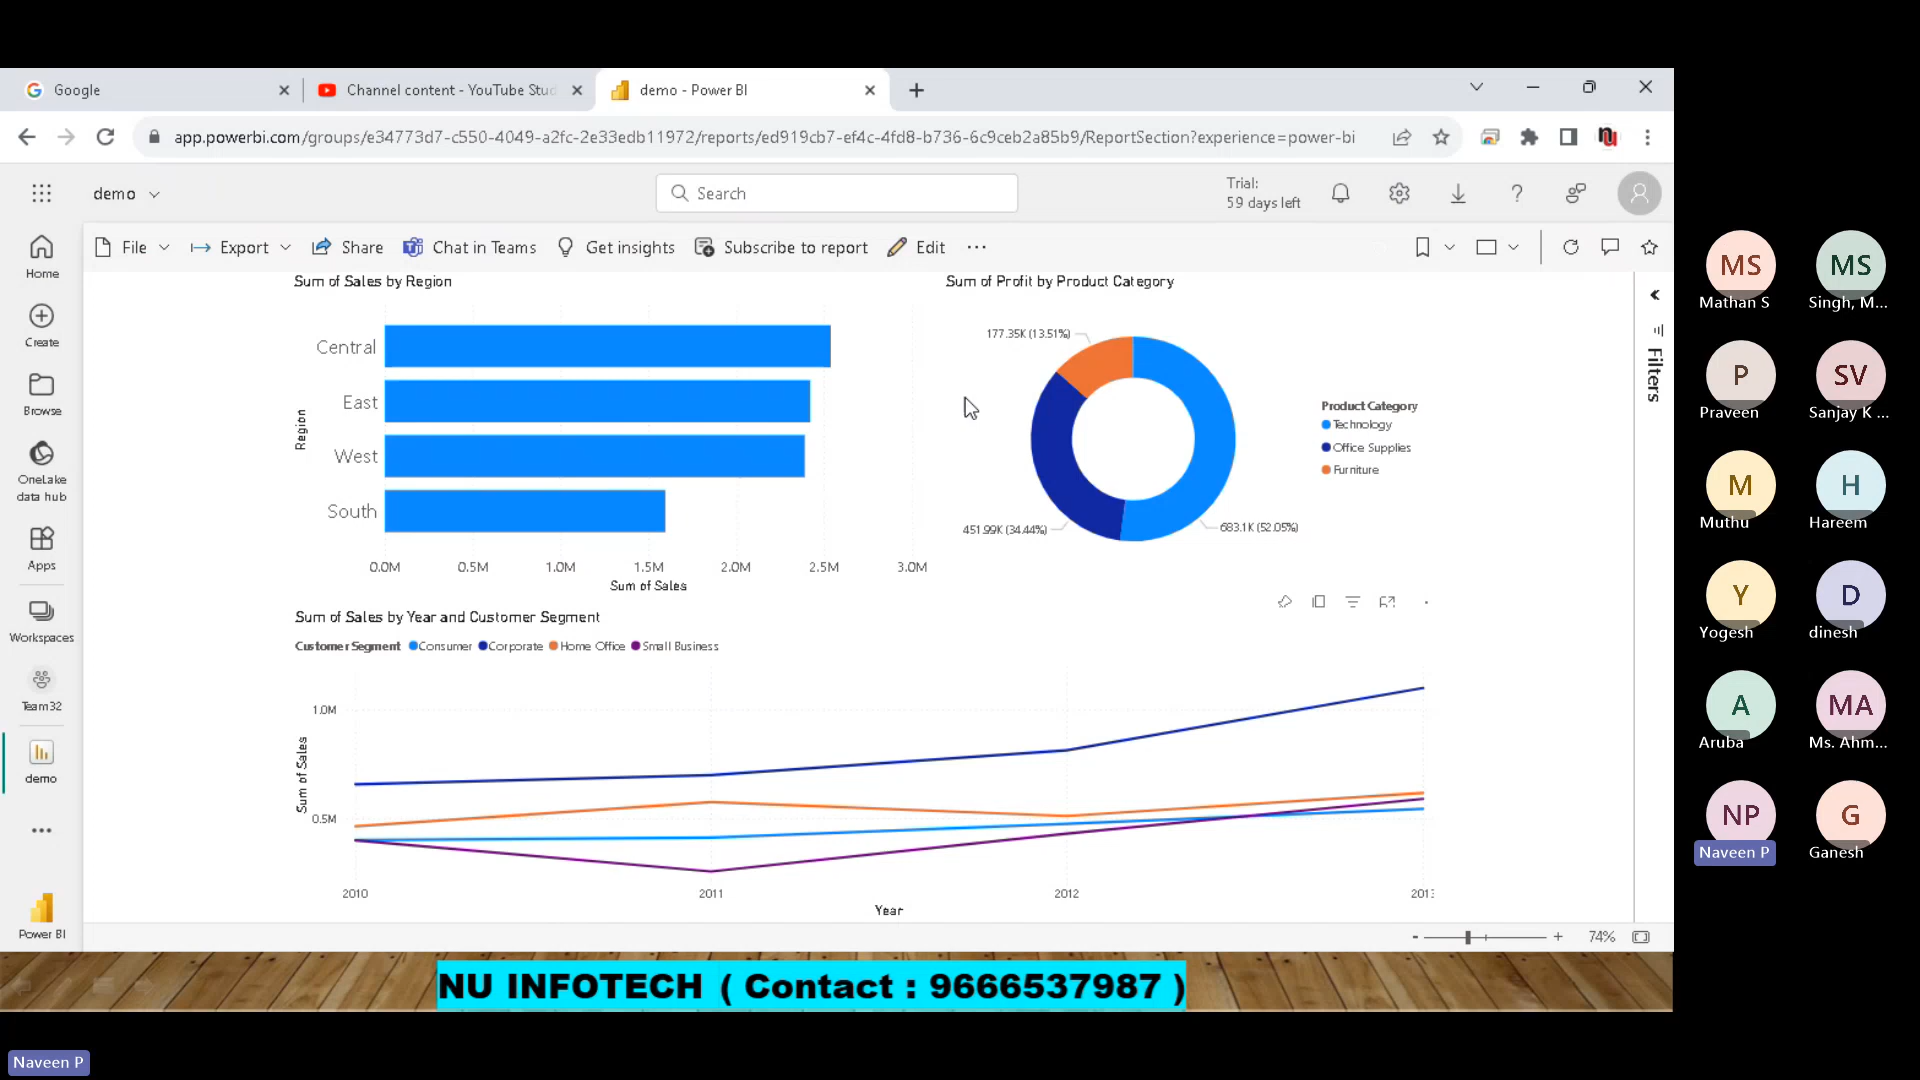 Google
Channel content - YouTube Stud
demo - Power BI
app.powerbi.com/groups/e34773d7-c550-4049-a2fc-2e33edb11972/reports/ed919cb7-ef4c-4fd8-b736-6c9ceb2a85b9/ReportSection?experience=power-bi
demo
Search
Trial:
59 days left
File
Export
Share
Chat in Teams
Get insights
Subscribe to report
Edit
Home
Create
Browse
OneLake
data hub
Apps
Workspaces
Team32
demo
Power BI
Sum of Sales by Region
Region
Central
East
West
South
0.0M
0.5M
1.0M
1.5M
2.0M
2.5M
3.0M
Sum of Sales
Sum of Profit by Product Category
177.35K (13.51%)
451.99K (34.44%)
683.1K (52.05%)
Product Category
Technology
Office Supplies
Furniture
Filters
Sum of Sales by Year and Customer Segment
Customer Segment Consumer Corporate Home Office Small Business
Sum of Sales
1.0M
0.5M
2010
2011
2012
2013
Year
- + 74%
NU INFOTECH ( Contact : 9666537987 )
MS
Mathan S
MS
Singh, M...
P
Praveen
SV
Sanjay K ...
M
Muthu
H
Hareem
Y
Yogesh
D
dinesh
A
Aruba
MA
Ms. Ahm...
NP
Naveen P
G
Ganesh
Naveen P